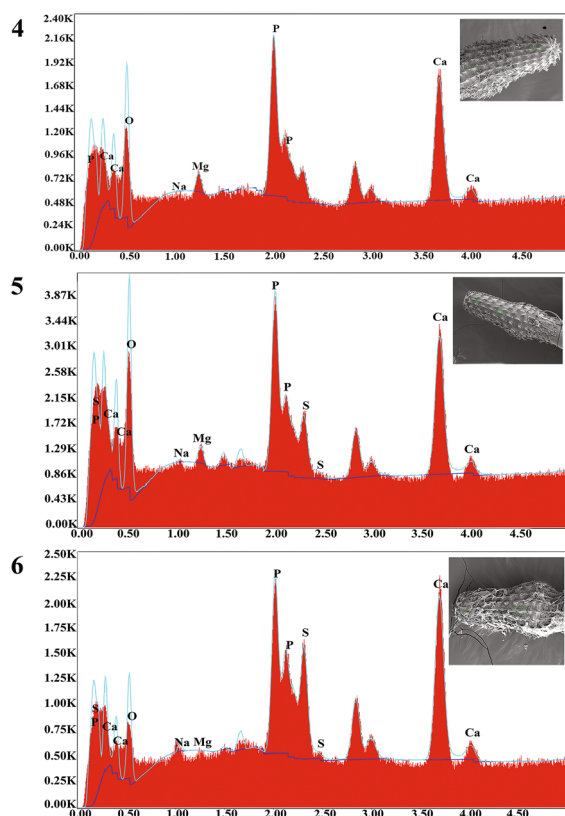 4
2.40K
2.16K
1.92K
1.68K
1.44K
1.20K
0.96K
0.72K
0.48K
0.24K
0.00K
P Ca Ca O Na Mg P P Ca Ca
0.00 0.50 1.00 1.50 2.00 2.50 3.00 3.50 4.00 4.50
5
3.87K
3.44K
3.01K
2.58K
2.15K
1.72K
1.29K
0.86K
0.43K
0.00K
S P Ca Ca O Na Mg P P S S Ca Ca
0.00 0.50 1.00 1.50 2.00 2.50 3.00 3.50 4.00 4.50
6
2.50K
2.25K
2.00K
1.75K
1.50K
1.25K
1.00K
0.75K
0.50K
0.25K
0.00K
S P Ca Ca O Na Mg P P S S Ca Ca
0.00 0.50 1.00 1.50 2.00 2.50 3.00 3.50 4.00 4.50